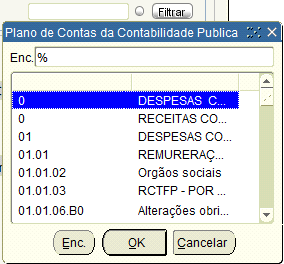 Filtrar
Plano de Contas da Contabilidade Publica
Enc. %
0 DESPESAS C...
0 RECEITAS CO...
01 DESPESAS CO...
01.01 REMUNERAÇ...
01.01.02 Orgãos sociais
01.01.03 RCTFP - POR ...
01.01.06.B0 Alterações obri...
Enc. OK Cancelar